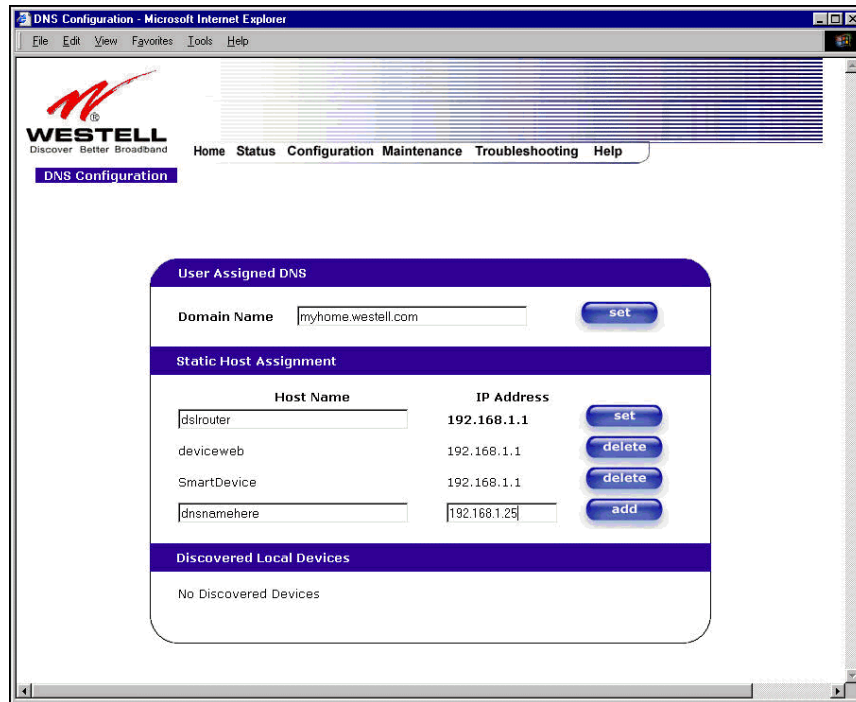 DNS Configuration - Microsoft Internet Explorer
File Edit View Favorites Tools Help
®
WESTELL
Discover Better Broadband
Home Status Configuration Maintenance Troubleshooting Help
DNS Configuration
User Assigned DNS
Domain Name myhome.westell.com set
Static Host Assignment
Host Name IP Address
dslrouter 192.168.1.1 set
deviceweb 192.168.1.1 delete
SmartDevice 192.168.1.1 delete
dnsnamehere 192.168.1.25 add
Discovered Local Devices
No Discovered Devices